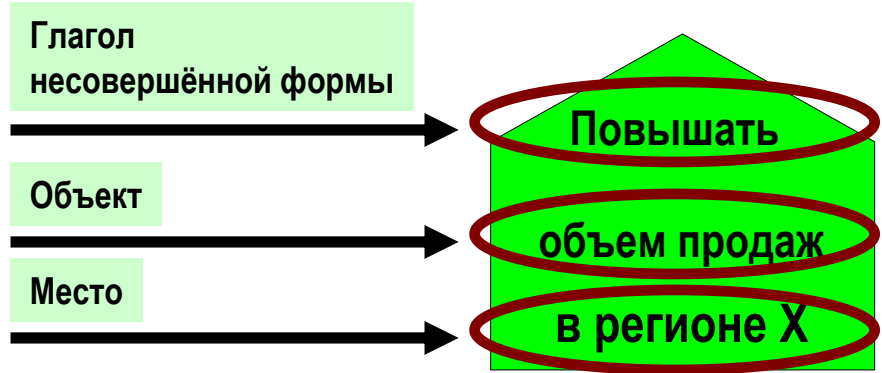 Глагол
несовершённой формы
Повышать
Объект
объем продаж
Место
в регионе X